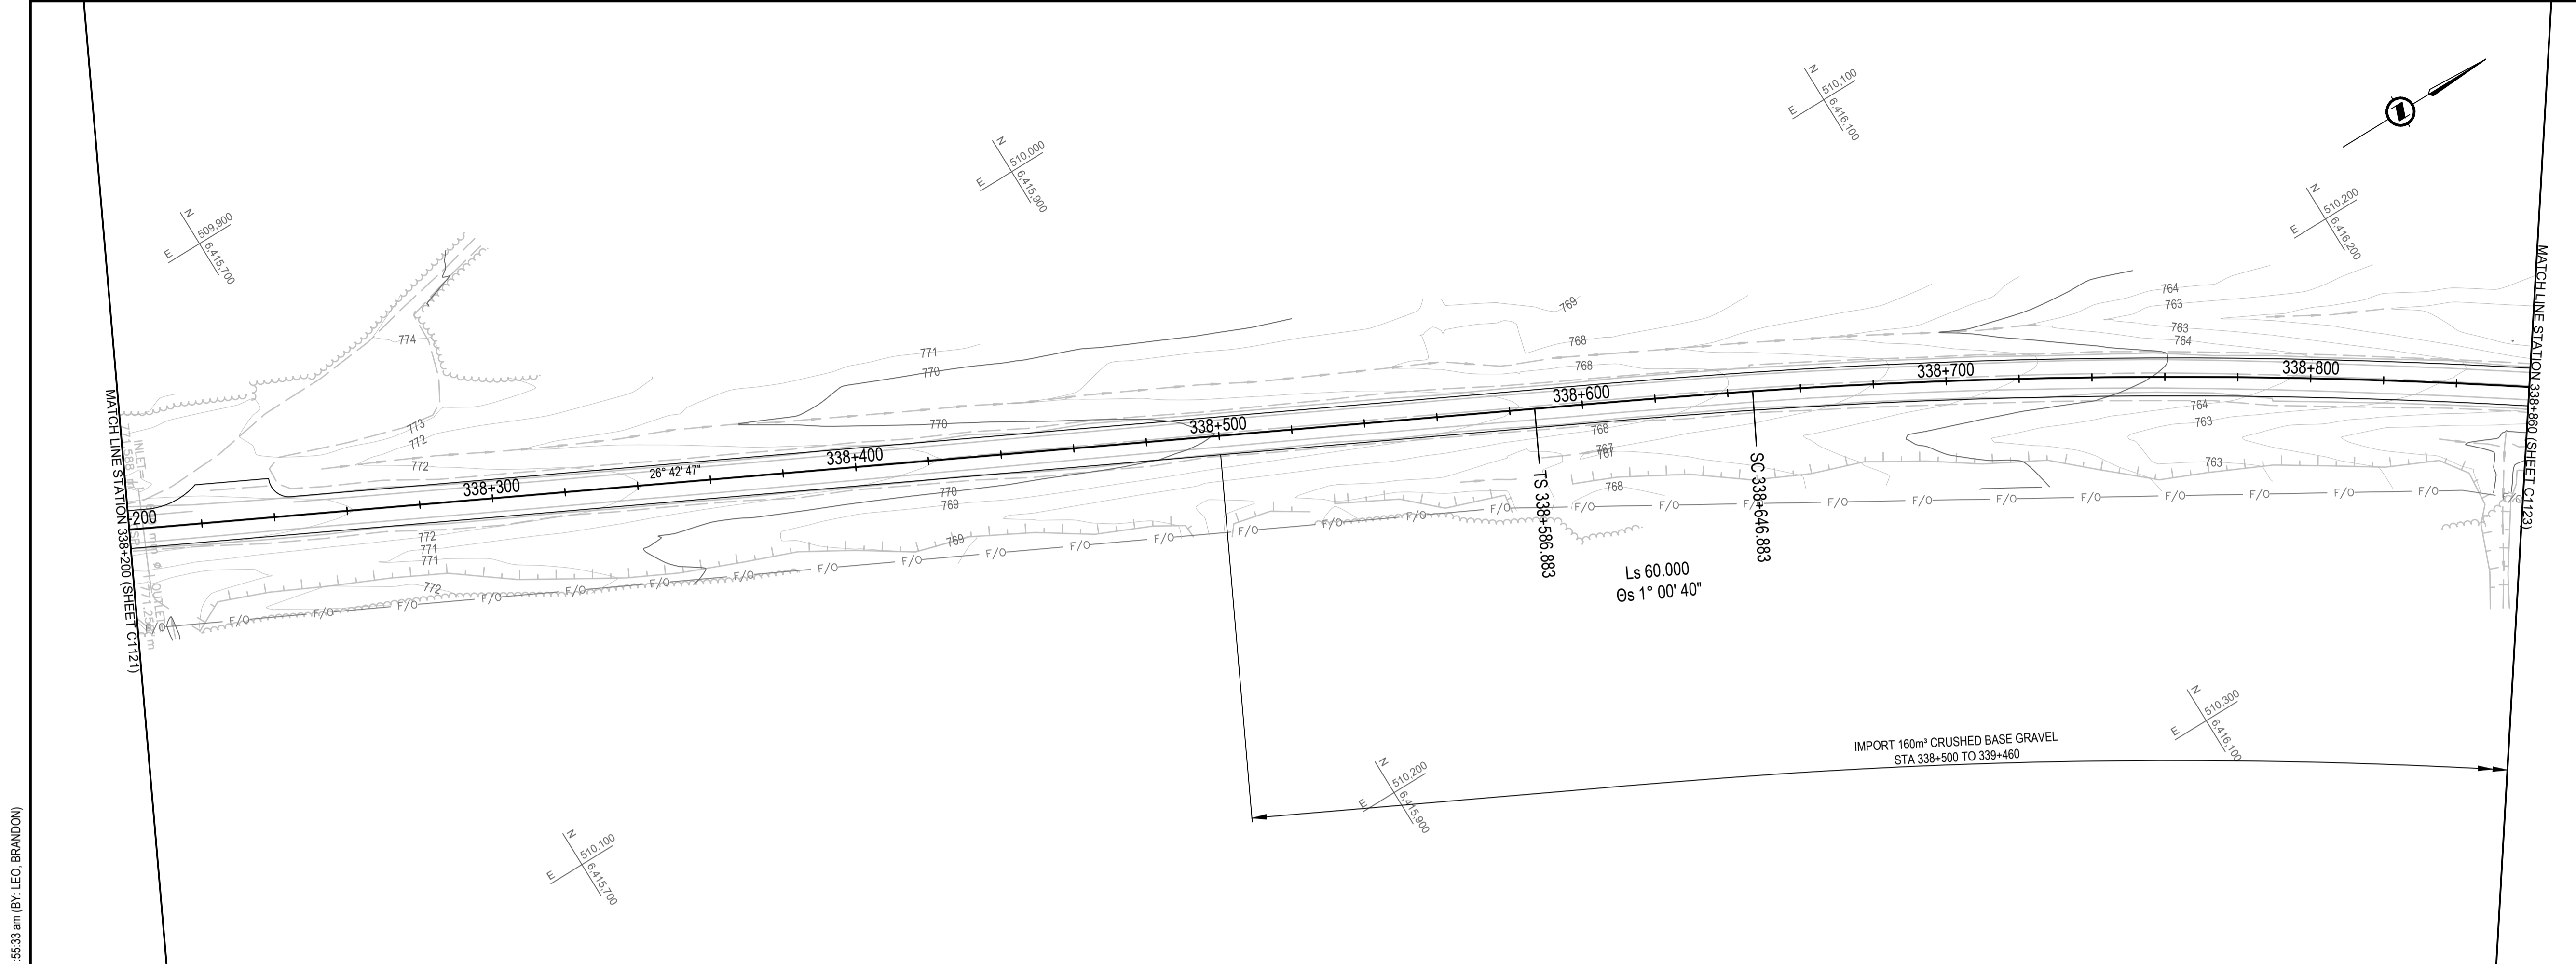 N
510,100
E
6,416,100
N
510,000
E
6,415,900
N
510,200
E
6,416,200
N
509,900
E
6,415,700
MATCH LINE STATION 338+200 (SHEET C1121)
MATCH LINE STATION 338+860 (SHEET C1123)
774
773
772
772
771
770
770
769
768
768
764
763
763
764
200
338+300
26° 42' 47"
338+400
338+500
338+600
338+700
338+800
772
771
771
772
770
769
769
768
767
767
768
764
763
763
INLET=
771.588 m
OUTLET
F/O F/O F/O F/O F/O F/O F/O F/O F/O F/O F/O F/O F/O F/O F/O F/O F/O F/O F/O F/O F/O F/O F/O F/O F/O F/O F/O F/O F/O
TS 338+586.883
SC 338+646.883
Ls 60.000
Θs 1° 00' 40"
IMPORT 160m³ CRUSHED BASE GRAVEL
STA 338+500 TO 339+460
N
510,300
E
6,416,100
N
510,200
E
6,415,900
N
510,100
E
6,415,700
:55:33 am (BY: LEO, BRANDON)